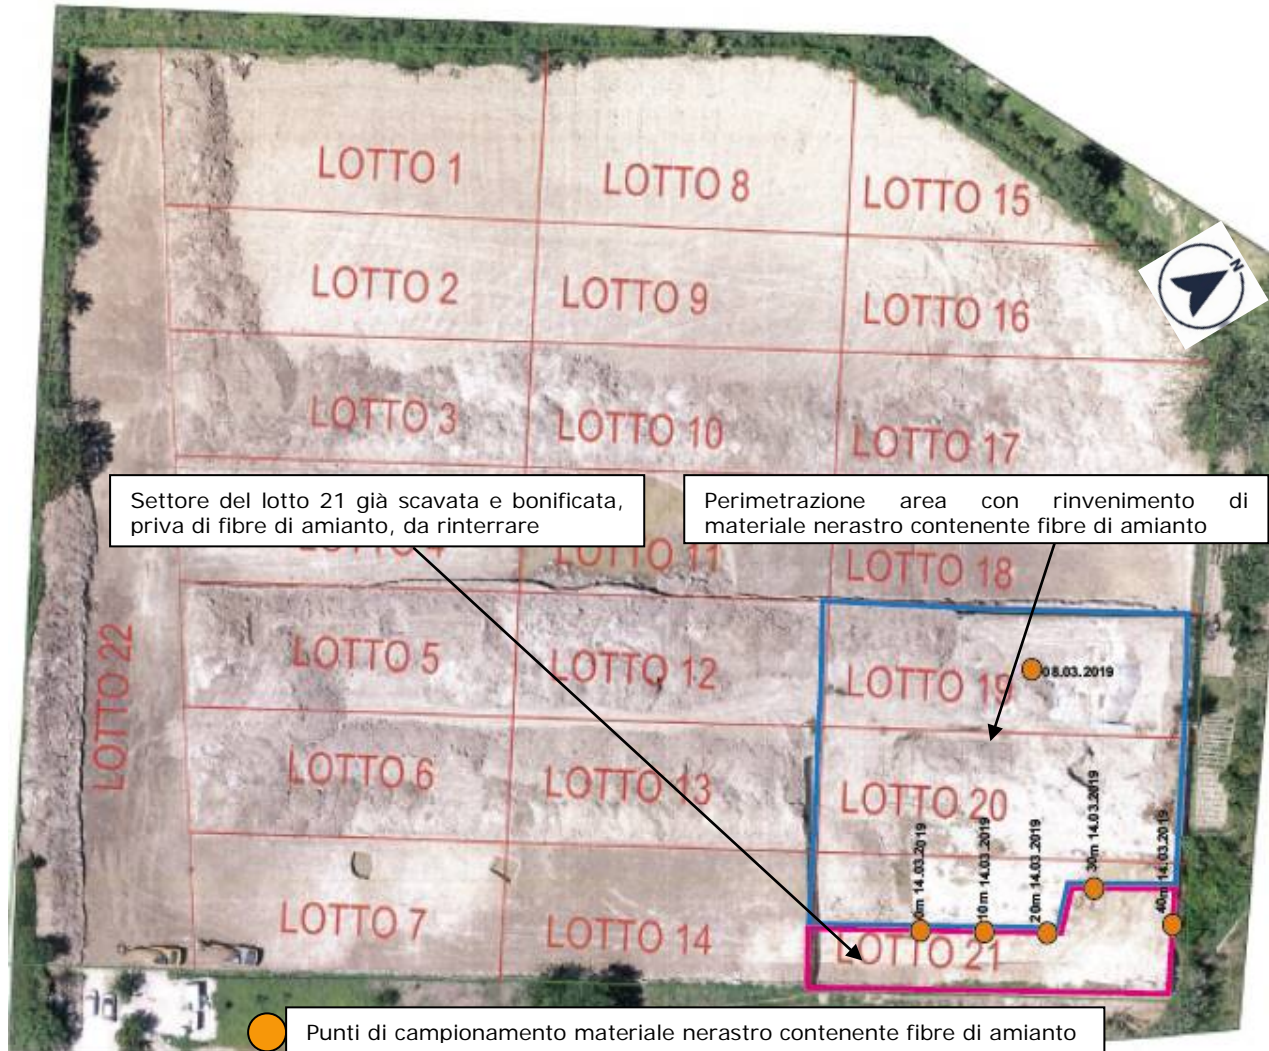 LOTTO 1
LOTTO 8
LOTTO 15
N
LOTTO 2
LOTTO 9
LOTTO 16
LOTTO 3
LOTTO 10
LOTTO 17
Settore del lotto 21 già scavata e bonificata,
priva di fibre di amianto, da rinterrare
Perimetrazione area con rinvenimento di
materiale nerastro contenente fibre di amianto
LOTTO 4
LOTTO 11
LOTTO 18
LOTTO 22
LOTTO 5
LOTTO 12
LOTTO 19
08.03.2019
LOTTO 6
LOTTO 13
LOTTO 20
0m 14.03.2019
10m 14.03.2019
20m 14.03.2019
30m 14.03.2019
40m 14.03.2019
LOTTO 7
LOTTO 14
LOTTO 21
Punti di campionamento materiale nerastro contenente fibre di amianto